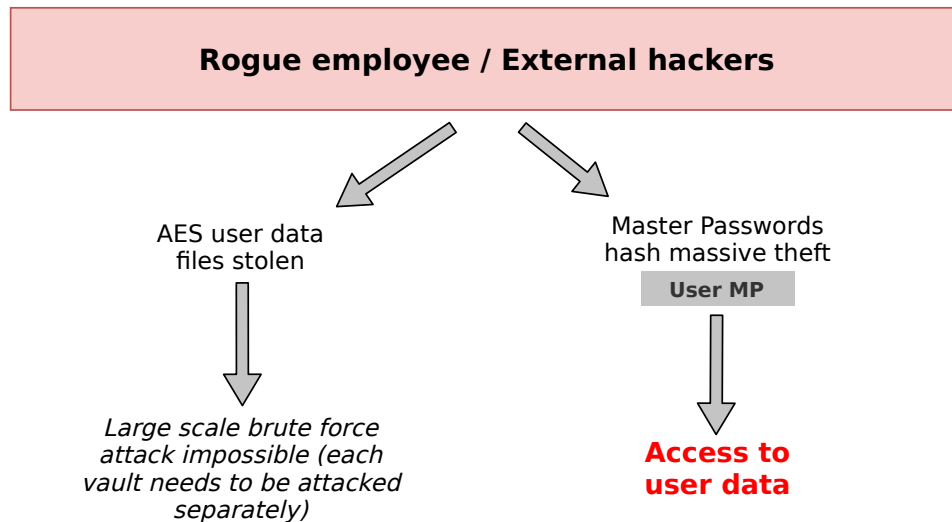 Rogue employee / External hackers
AES user data
files stolen
Master Passwords
hash massive theft
User MP
Large scale brute force
attack impossible (each
vault needs to be attacked
separately)
Access to
user data